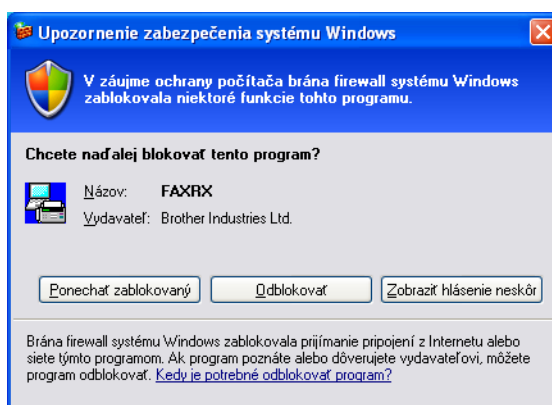 Upozornenie zabezpečenia systému Windows
V záujme ochrany počítača brána firewall systému Windows
zablokovala niektoré funkcie tohto programu.
Chcete naďalej blokovať tento program?
Názov: FAXRX
Vydavateľ: Brother Industries Ltd.
Ponechať zablokovaný Odblokovať Zobraziť hlásenie neskôr
Brána firewall systému Windows zablokovala prijímanie pripojení z Internetu alebo
siete týmto programom. Ak program poznáte alebo dôverujete vydavateľovi, môžete
program odblokovať. Kedy je potrebné odblokovať program?